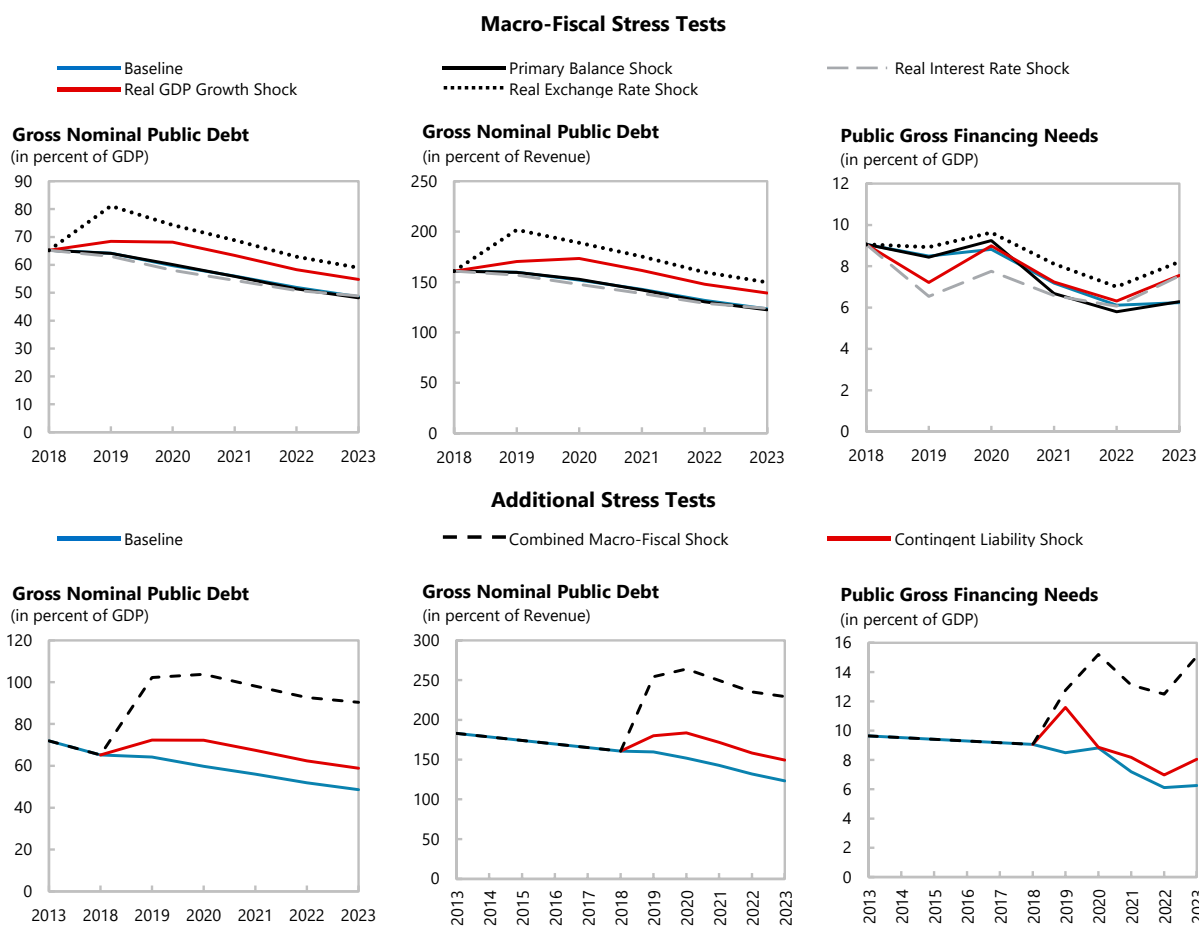 Macro-Fiscal Stress Tests
Baseline
Primary Balance Shock
Real Interest Rate Shock
Real GDP Growth Shock
Real Exchange Rate Shock
Gross Nominal Public Debt
(in percent of GDP)
90
80
70
60
50
40
30
20
10
0
2018 2019 2020 2021 2022 2023
Gross Nominal Public Debt
(in percent of Revenue)
250
200
150
100
50
0
2018 2019 2020 2021 2022 2023
Public Gross Financing Needs
(in percent of GDP)
12
10
8
6
4
2
0
2018 2019 2020 2021 2022 2023
Additional Stress Tests
Baseline
Combined Macro-Fiscal Shock
Contingent Liability Shock
Gross Nominal Public Debt
(in percent of GDP)
120
100
80
60
40
20
0
2013 2018 2019 2020 2021 2022 2023
Gross Nominal Public Debt
(in percent of Revenue)
300
250
200
150
100
50
0
2013 2014 2015 2016 2017 2018 2019 2020 2021 2022 2023
Public Gross Financing Needs
(in percent of GDP)
16
14
12
10
8
6
4
2
0
2013 2014 2015 2016 2017 2018 2019 2020 2021 2022 2023